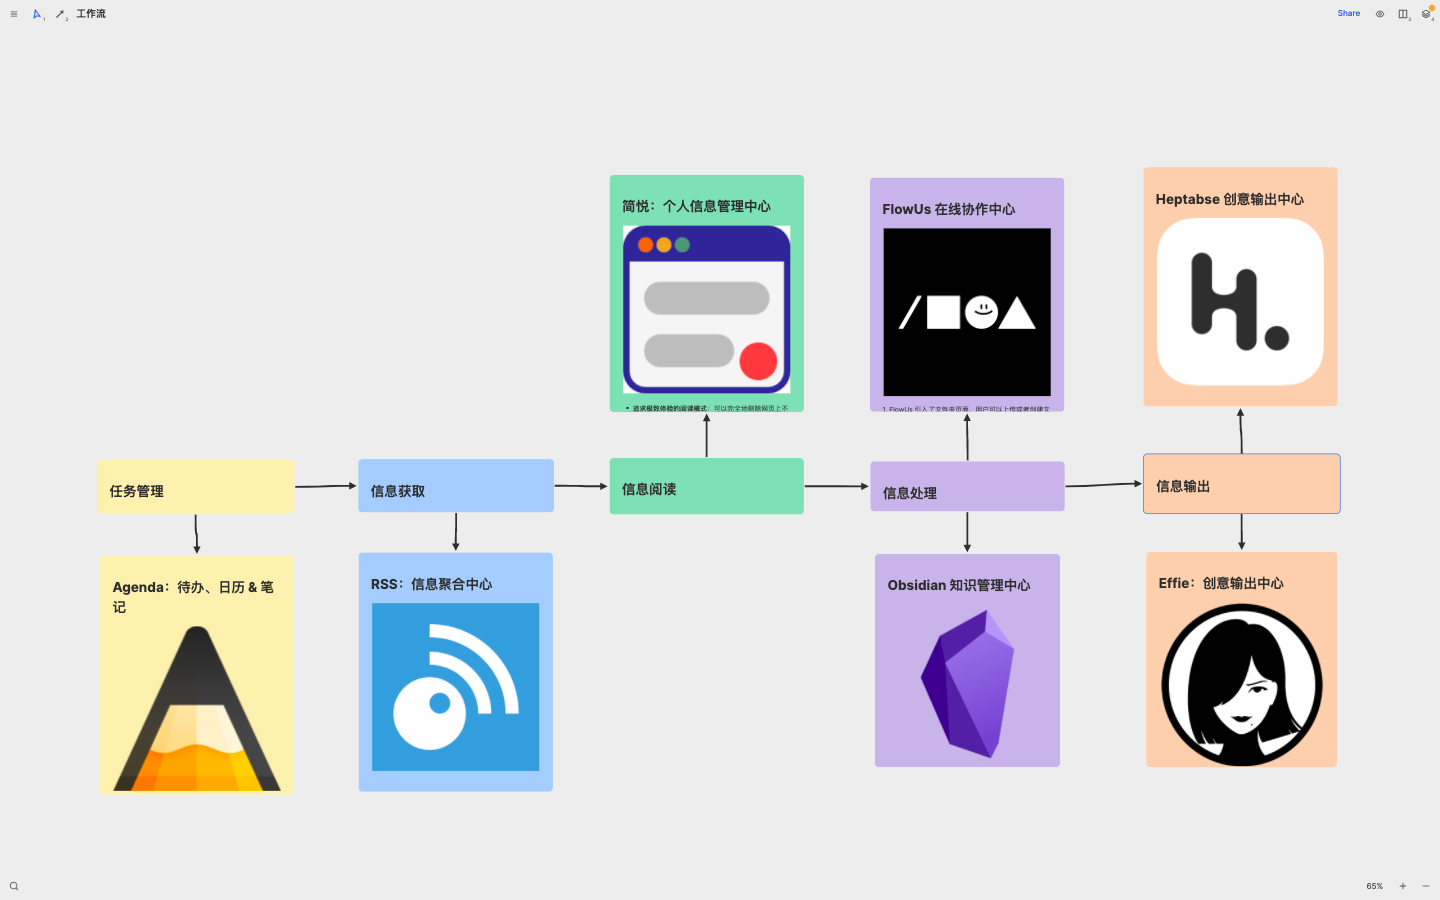 工作流
Share
简悦：个人信息管理中心
追求极致体验的阅读模式：可以完全地剔除网页上不
FlowUs 在线协作中心
1. FlowUs 引入了文件夹页面，用户可以上传或者创建文
Heptabse 创意输出中心
任务管理
信息获取
信息阅读
信息处理
信息输出
Agenda：待办、日历 & 笔
记
RSS：信息聚合中心
Obsidian 知识管理中心
Effie：创意输出中心
65%